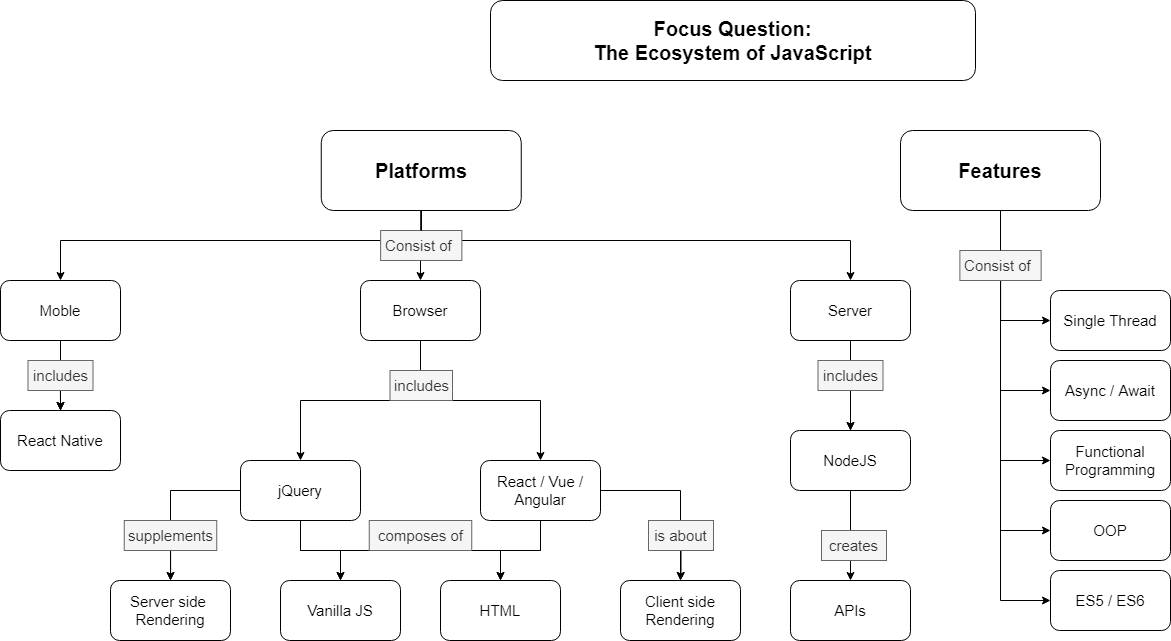 Focus Question:
The Ecosystem of JavaScript
Platforms
Features
Consist of
Consist of
Moble
Browser
Server
Single Thread
includes
includes
includes
Async / Await
React Native
NodeJS
Functional
Programming
jQuery
React / Vue /
Angular
OOP
supplements
composes of
is about
creates
Server side
Rendering
Vanilla JS
HTML
Client side
Rendering
APIs
ES5 / ES6